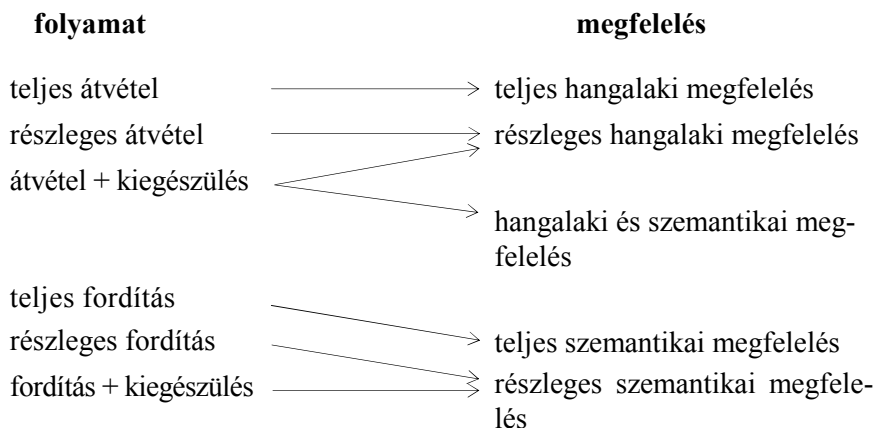 folyamat megfelelés
teljes átvétel teljes hangalaki megfelelés
részleges átvétel részleges hangalaki megfelelés
átvétel + kiegészülés
hangalaki és szemantikai meg-
felelés
teljes fordítás
részleges fordítás teljes szemantikai megfelelés
fordítás + kiegészülés részleges szemantikai megfele-
lés